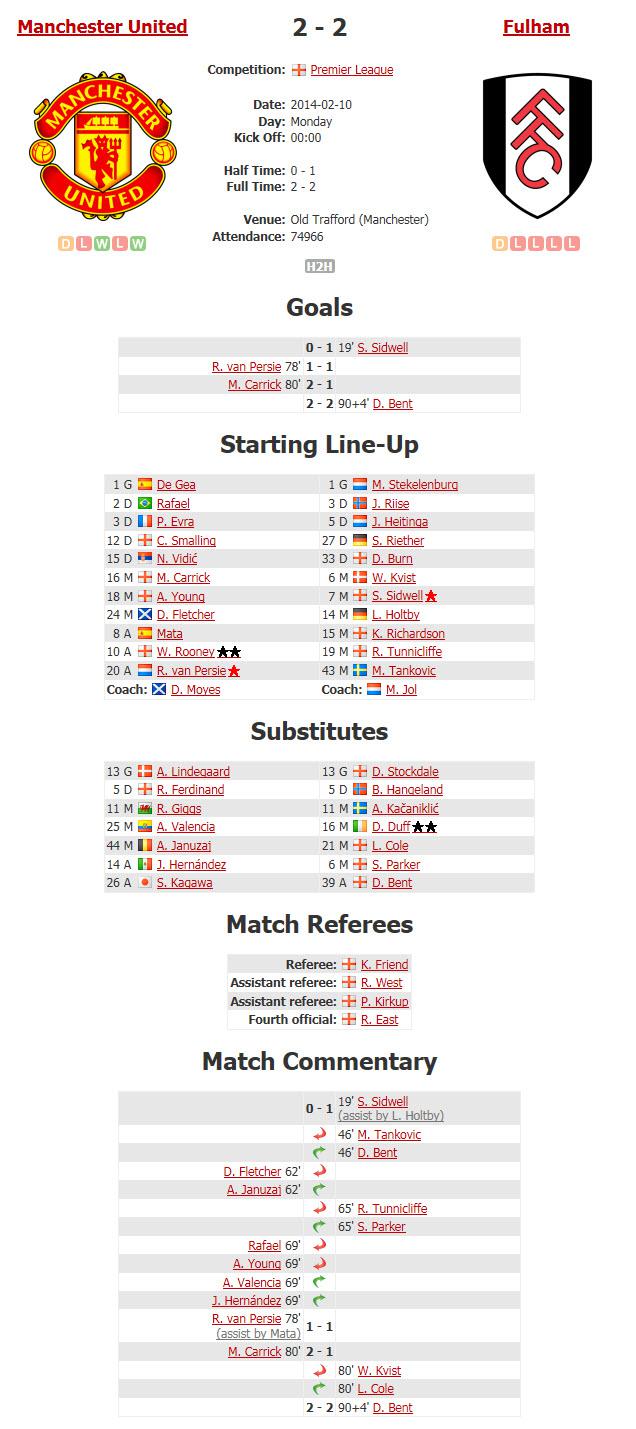 Manchester United 2 - 2 Fulham
Competition: Premier League
MANCHESTER
UNITED
FFC
Date: 2014-02-10
Day: Monday
Kick Off: 00:00
Half Time: 0 - 1
Full Time: 2 - 2
Venue: Old Trafford (Manchester)
Attendance: 74966
D L W L W
D L L L L
H2H
Goals
0 - 1 19' S. Sidwell
R. van Persie 78' 1 - 1
M. Carrick 80' 2 - 1
2 - 2 90+4' D. Bent
Starting Line-Up
1 G De Gea 1 G M. Stekelenburg
2 D Rafael 3 D J. Riise
3 D P. Evra 5 D J. Heitinga
12 D C. Smalling 27 D S. Riether
15 D N. Vidić 33 D D. Burn
16 M M. Carrick 6 M W. Kvist
18 M A. Young 7 M S. Sidwell
24 M D. Fletcher 14 M L. Holtby
8 A Mata 15 M K. Richardson
10 A W. Rooney 19 M R. Tunnicliffe
20 A R. van Persie 43 M M. Tankovic
Coach: D. Moyes Coach: M. Jol
Substitutes
13 G A. Lindegaard 13 G D. Stockdale
5 D R. Ferdinand 5 D B. Hangeland
11 M R. Giggs 11 M A. Kačaniklić
25 M A. Valencia 16 M D. Duff
44 M A. Januzaj 21 M L. Cole
14 A J. Hernández 6 M S. Parker
26 A S. Kagawa 39 A D. Bent
Match Referees
Referee: K. Friend
Assistant referee: R. West
Assistant referee: P. Kirkup
Fourth official: R. East
Match Commentary
0 - 1 19' S. Sidwell
(assist by L. Holtby)
46' M. Tankovic
46' D. Bent
D. Fletcher 62'
A. Januzaj 62'
65' R. Tunnicliffe
65' S. Parker
Rafael 69'
A. Young 69'
A. Valencia 69'
J. Hernández 69'
R. van Persie 78' 1 - 1
(assist by Mata)
M. Carrick 80' 2 - 1
80' W. Kvist
80' L. Cole
2 - 2 90+4' D. Bent